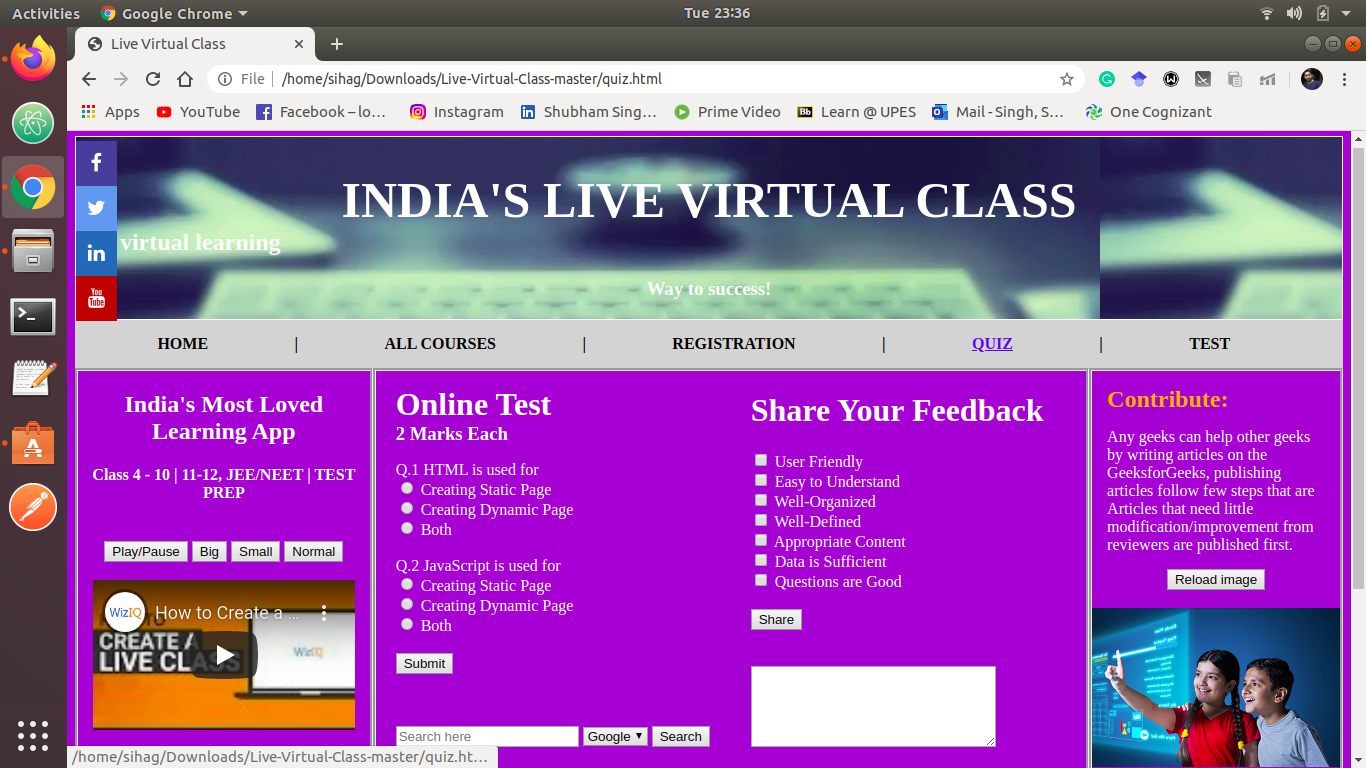 Activities
Google Chrome
Tue 23:36
Live Virtual Class
File
/home/sihag/Downloads/Live-Virtual-Class-master/quiz.html
Apps
YouTube
Facebook – lo…
Instagram
Shubham Sing…
Prime Video
Bb
Learn @ UPES
Mail - Singh, S…
One Cognizant
INDIA'S LIVE VIRTUAL CLASS
virtual learning
Way to success!
You
Tube
HOME | ALL COURSES | REGISTRATION | QUIZ | TEST
India's Most Loved
Learning App
Class 4 - 10 | 11-12, JEE/NEET | TEST
PREP
Play/Pause Big Small Normal
WizIQ
How to Create a …
CREATE A
LIVE CLASS
WizIQ
Online Test
2 Marks Each
Q.1 HTML is used for
Creating Static Page
Creating Dynamic Page
Both
Q.2 JavaScript is used for
Creating Static Page
Creating Dynamic Page
Both
Submit
Search here Google Search
Share Your Feedback
User Friendly
Easy to Understand
Well-Organized
Well-Defined
Appropriate Content
Data is Sufficient
Questions are Good
Share
Contribute:
Any geeks can help other geeks
by writing articles on the
GeeksforGeeks, publishing
articles follow few steps that are
Articles that need little
modification/improvement from
reviewers are published first.
Reload image
/home/sihag/Downloads/Live-Virtual-Class-master/quiz.ht…